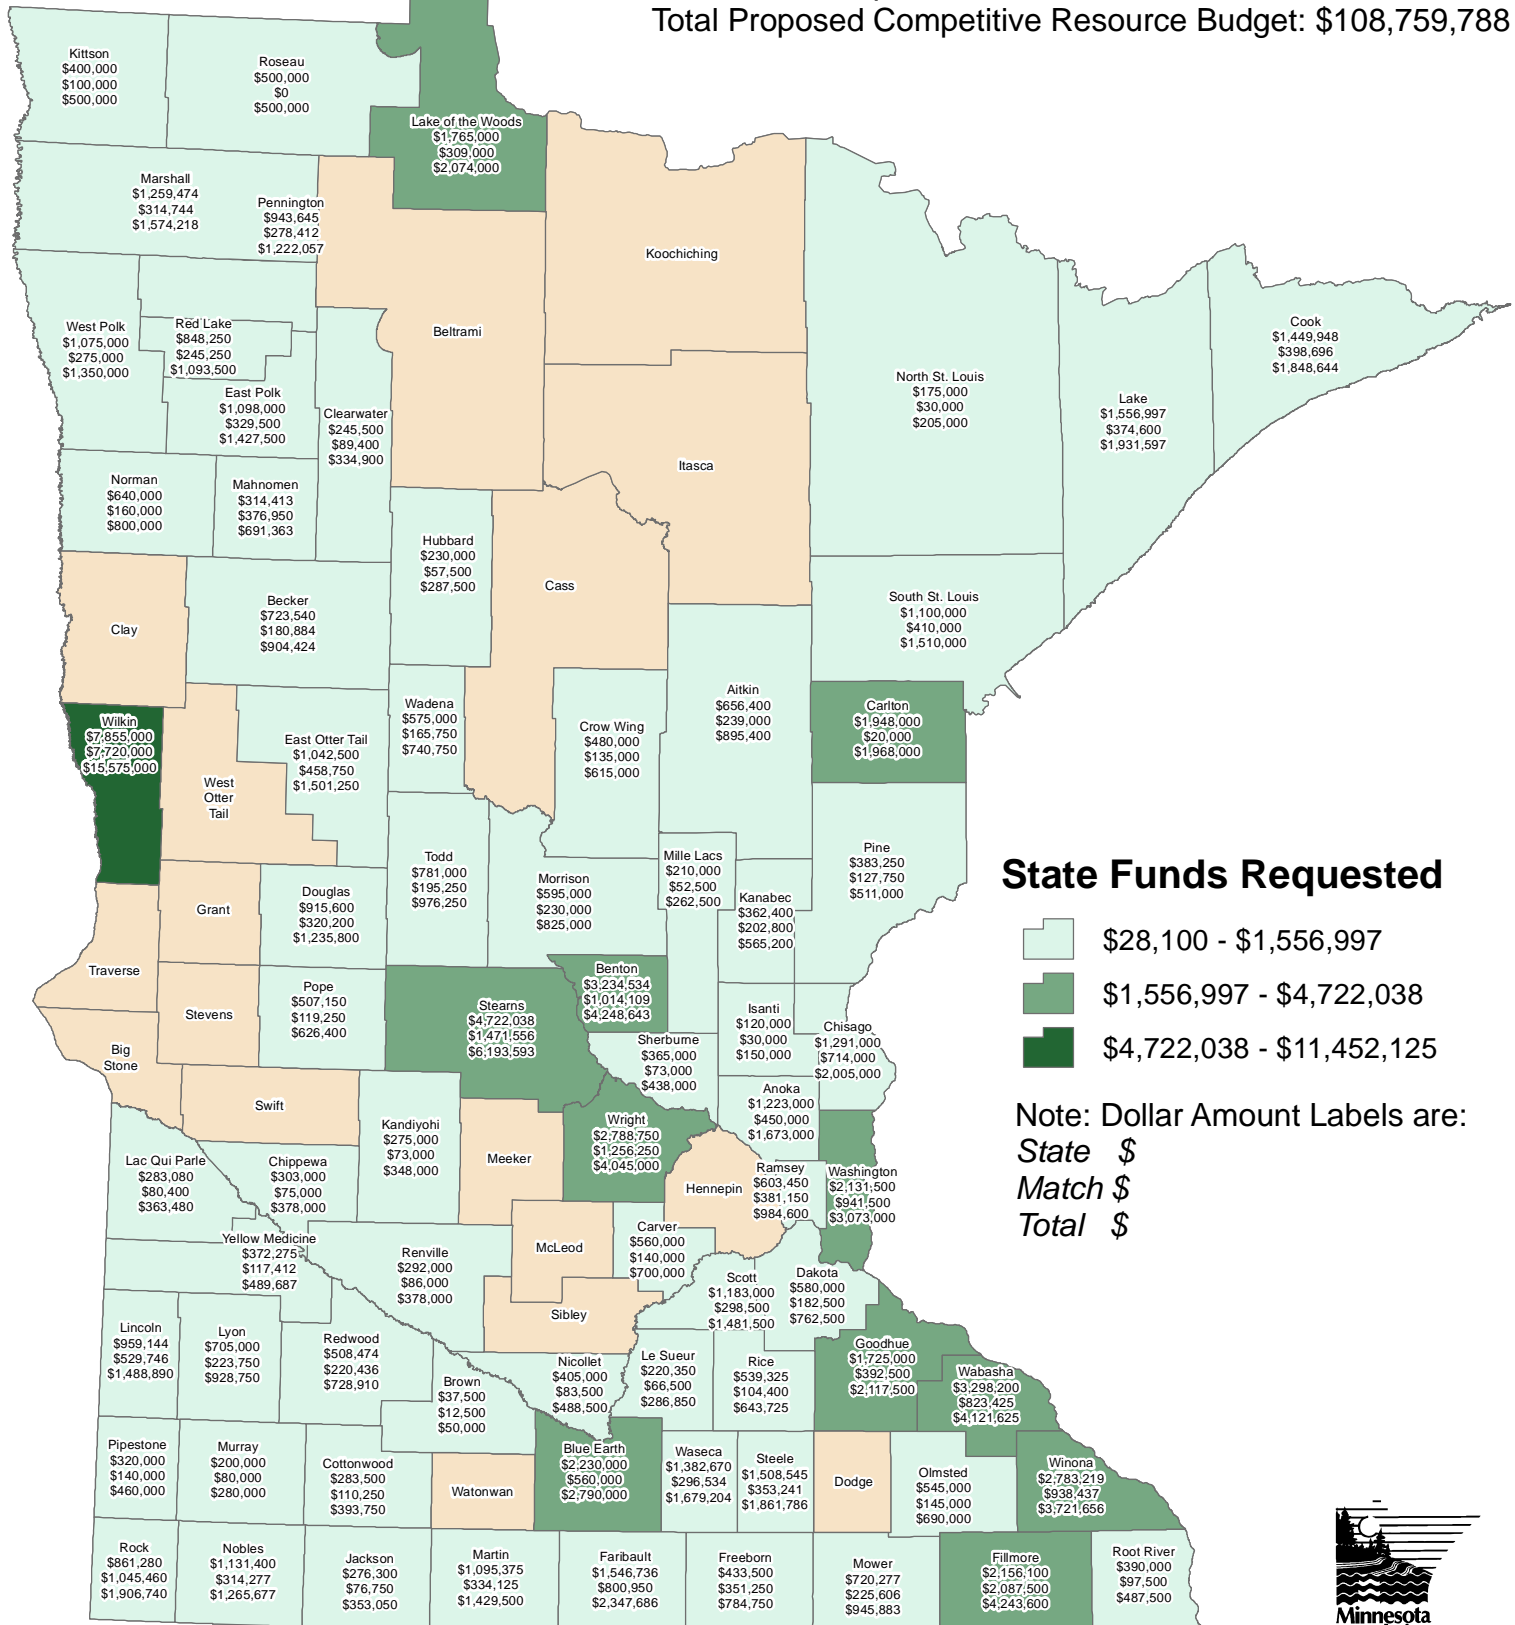 Total Proposed Competitive Resource Budget: $108,759,788
Kittson
$400,000
$100,000
$500,000
Roseau
$500,000
$0
$500,000
Lake of the Woods
$1,765,000
$309,000
$2,074,000
Marshall
$1,259,474
$314,744
$1,574,218
Pennington
$943,645
$278,412
$1,222,057
Koochiching
Beltrami
West Polk
$1,075,000
$275,000
$1,350,000
Red Lake
$848,250
$245,250
$1,093,500
East Polk
$1,098,000
$329,500
$1,427,500
Clearwater
$245,500
$89,400
$334,900
North St. Louis
$175,000
$30,000
$205,000
Lake
$1,556,997
$374,600
$1,931,597
Cook
$1,449,948
$398,696
$1,848,644
Itasca
Norman
$640,000
$160,000
$800,000
Mahnomen
$314,413
$376,950
$691,363
Hubbard
$230,000
$57,500
$287,500
Cass
Clay
Becker
$723,540
$180,884
$904,424
South St. Louis
$1,100,000
$410,000
$1,510,000
Wilkin
$7,855,000
$7,720,000
$15,575,000
West
Otter
Tail
East Otter Tail
$1,042,500
$458,750
$1,501,250
Wadena
$575,000
$165,750
$740,750
Crow Wing
$480,000
$135,000
$615,000
Aitkin
$656,400
$239,000
$895,400
Carlton
$1,948,000
$20,000
$1,968,000
Grant
Douglas
$915,600
$320,200
$1,235,800
Todd
$781,000
$195,250
$976,250
Morrison
$595,000
$230,000
$825,000
Mille Lacs
$210,000
$52,500
$262,500
Kanabec
$362,400
$202,800
$565,200
Pine
$383,250
$127,750
$511,000
State Funds Requested
$28,100 - $1,556,997
$1,556,997 - $4,722,038
$4,722,038 - $11,452,125
Note: Dollar Amount Labels are:
State $
Match $
Total $
Traverse
Stevens
Pope
$507,150
$119,250
$626,400
Stearns
$4,722,038
$1,471,556
$6,193,593
Benton
$3,234,534
$1,014,109
$4,248,643
Sherburne
$365,000
$73,000
$438,000
Isanti
$120,000
$30,000
$150,000
Chisago
$1,291,000
$714,000
$2,005,000
Big
Stone
Swift
Kandiyohi
$275,000
$73,000
$348,000
Meeker
Wright
$2,788,750
$1,256,250
$4,045,000
Anoka
$1,223,000
$450,000
$1,673,000
Hennepin
Ramsey
$603,450
$381,150
$984,600
Washington
$2,131,500
$941,500
$3,073,000
Lac Qui Parle
$283,080
$80,400
$363,480
Chippewa
$303,000
$75,000
$378,000
Yellow Medicine
$372,275
$117,412
$489,687
Renville
$292,000
$86,000
$378,000
McLeod
Carver
$560,000
$140,000
$700,000
Sibley
Scott
$1,183,000
$298,500
$1,481,500
Dakota
$580,000
$182,500
$762,500
Lincoln
$959,144
$529,746
$1,488,890
Lyon
$705,000
$223,750
$928,750
Redwood
$508,474
$220,436
$728,910
Brown
$37,500
$12,500
$50,000
Nicollet
$405,000
$83,500
$488,500
Le Sueur
$220,350
$66,500
$286,850
Rice
$539,325
$104,400
$643,725
Goodhue
$1,725,000
$392,500
$2,117,500
Wabasha
$3,298,200
$823,425
$4,121,625
Pipestone
$320,000
$140,000
$460,000
Murray
$200,000
$80,000
$280,000
Cottonwood
$283,500
$110,250
$393,750
Watonwan
Blue Earth
$2,230,000
$560,000
$2,790,000
Waseca
$1,382,670
$296,534
$1,679,204
Steele
$1,508,545
$353,241
$1,861,786
Dodge
Olmsted
$545,000
$145,000
$690,000
Winona
$2,783,219
$938,437
$3,721,656
Rock
$861,280
$1,045,460
$1,906,740
Nobles
$1,131,400
$314,277
$1,265,677
Jackson
$276,300
$76,750
$353,050
Martin
$1,095,375
$334,125
$1,429,500
Faribault
$1,546,736
$800,950
$2,347,686
Freeborn
$433,500
$351,250
$784,750
Mower
$720,277
$225,606
$945,883
Fillmore
$2,156,100
$2,087,500
$4,243,600
Root River
$390,000
$97,500
$487,500
Minnesota